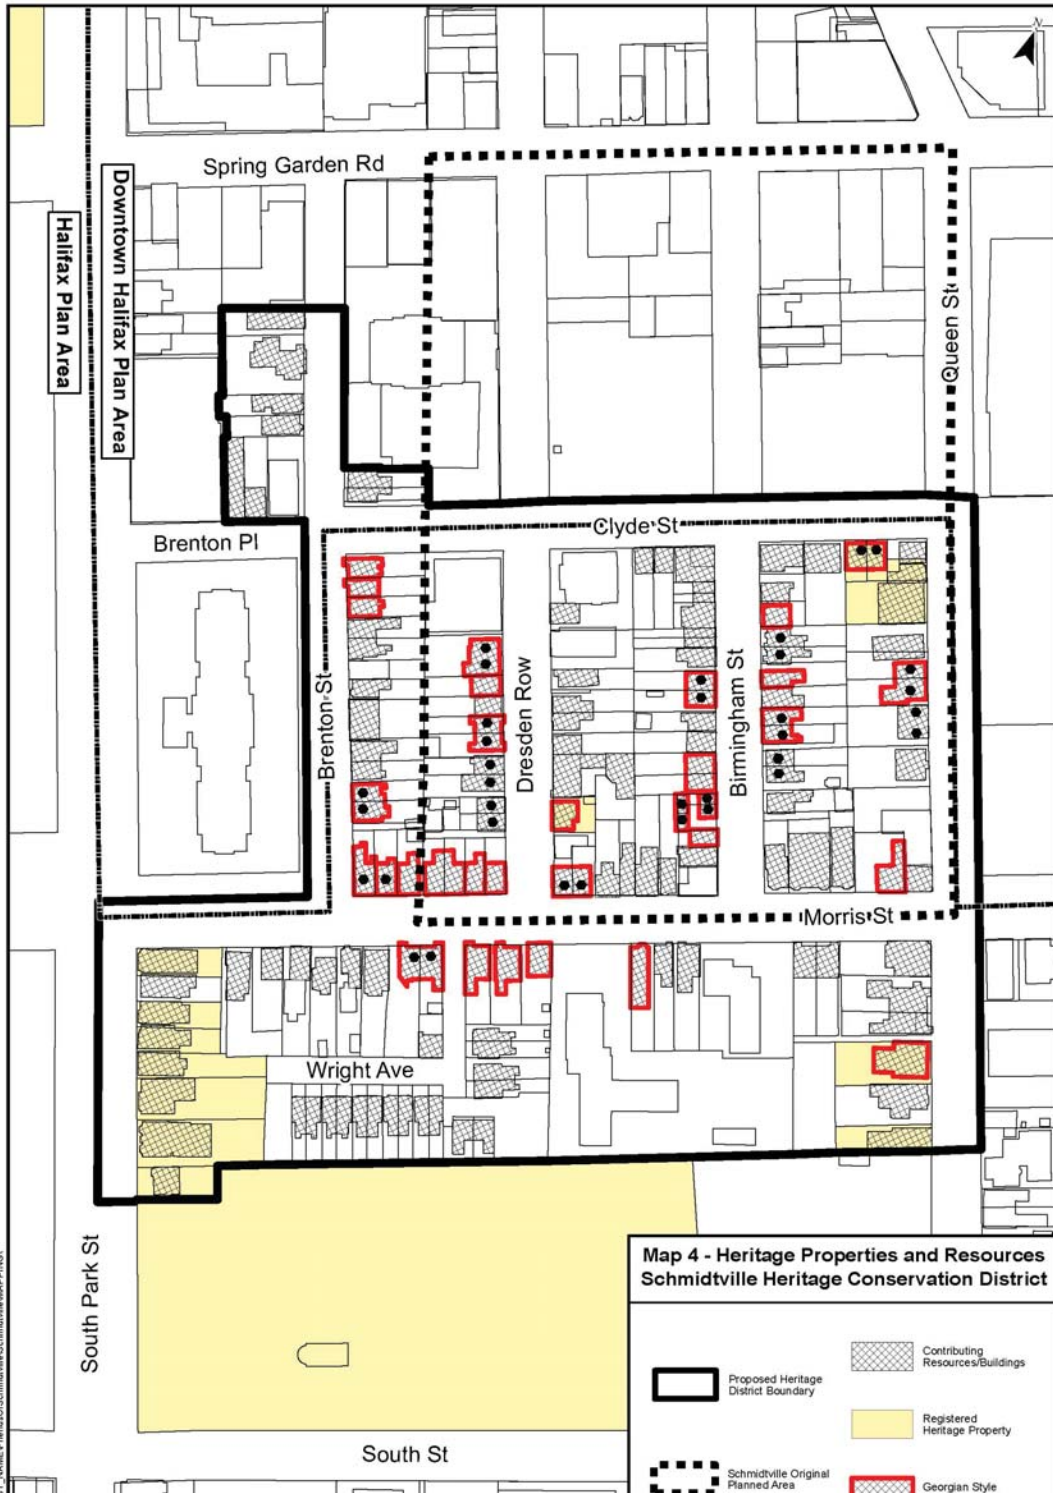 N
Spring Garden Rd
Downtown Halifax Plan Area
Halifax Plan Area
Queen St
Clyde St
Brenton Pl
Brenton St
Dresden Row
Birmingham St
Morris St
Wright Ave
South Park St
South St
Map 4 - Heritage Properties and Resources
Schmidtville Heritage Conservation District
Proposed Heritage
District Boundary
Contributing
Resources/Buildings
Registered
Heritage Property
Schmidtville Original
Planned Area
Georgian Style